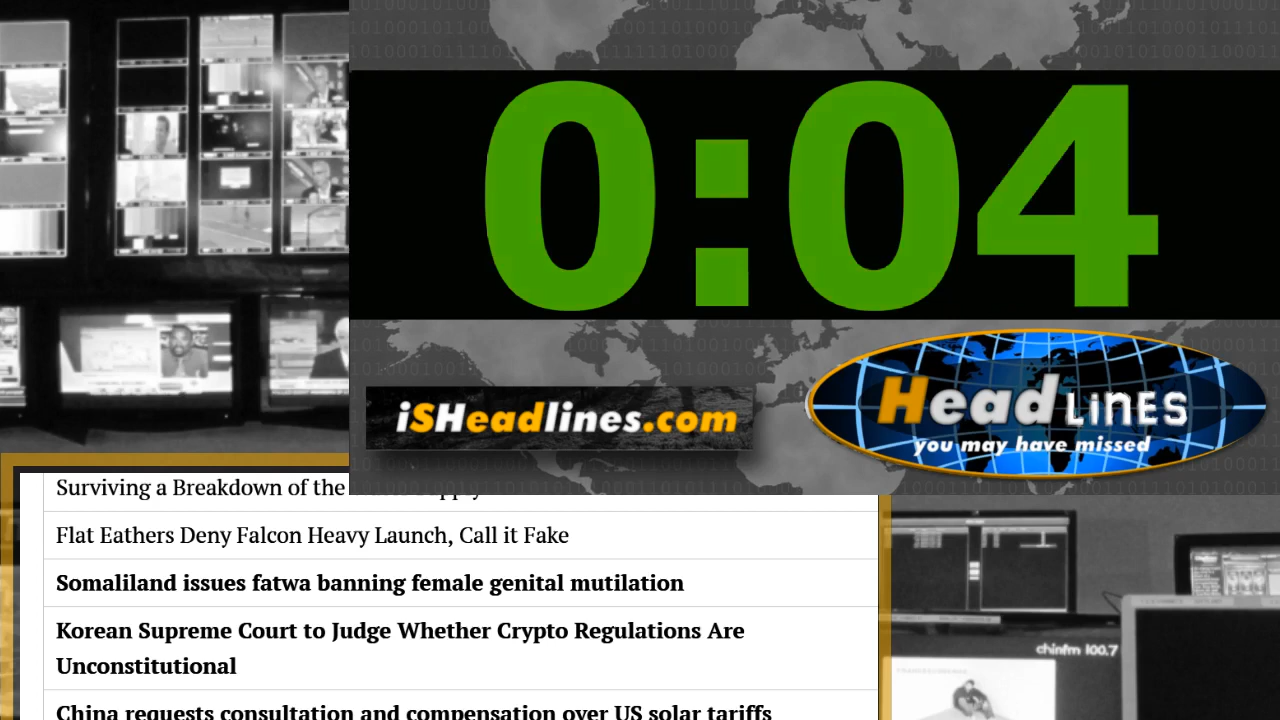 0:04
iSHeadlines.com
HeadLiNES
you may have missed
Surviving a Breakdown of the
Flat Eathers Deny Falcon Heavy Launch, Call it Fake
Somaliland issues fatwa banning female genital mutilation
Korean Supreme Court to Judge Whether Crypto Regulations Are
Unconstitutional
China requests consultation and compensation over US solar tariffs
chinfm 100.7